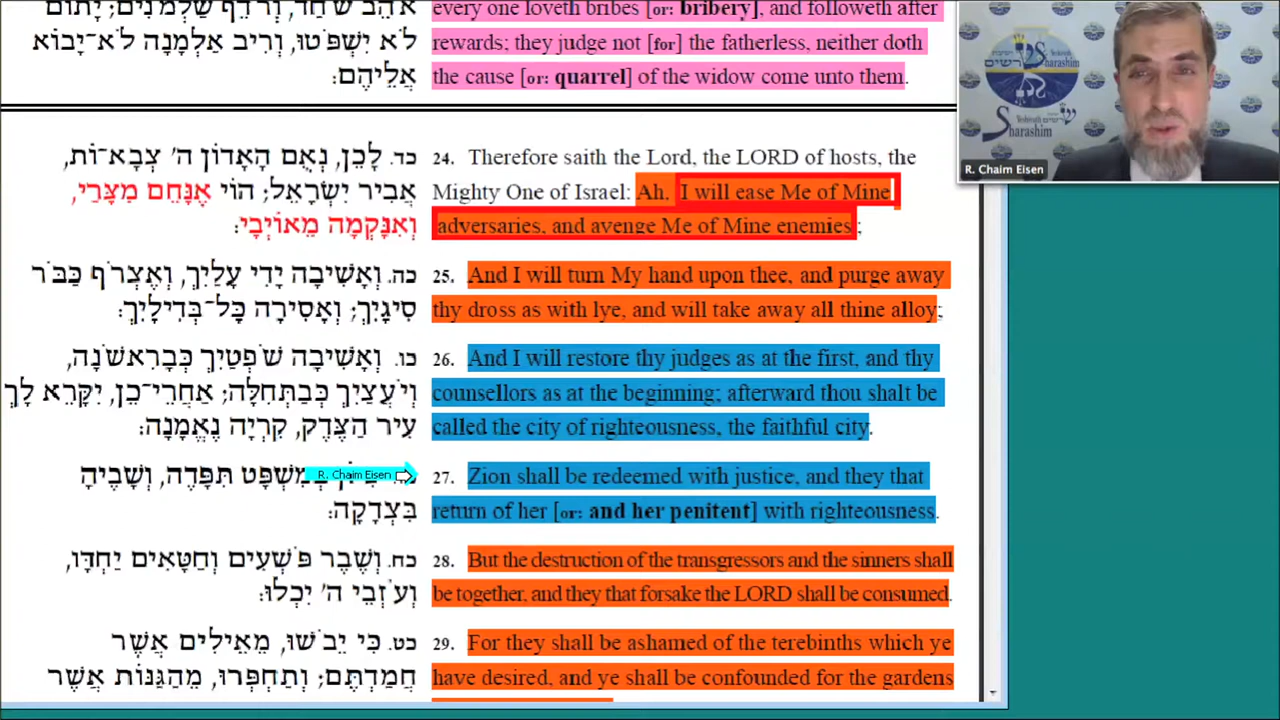 אֹהֵב שֹׁחַד, וְרֹדֵף שַׁלְמֹנִים; יָתוֹם
לֹא יִשְׁפֹּטוּ, וְרִיב אַלְמָנָה לֹא־יָבוֹא
אֲלֵיהֶם:
every one loveth bribes [or: bribery], and followeth after
rewards; they judge not [for] the fatherless, neither doth
the cause [or: quarrel] of the widow come unto them.
כד. לָכֵן, נְאֻם הָאָדוֹן ה' צְבָא־וֹת,
אֲבִיר יִשְׂרָאֵל; הוֹי אֶנָּחֵם מִצָּרַי,
וְאִנָּקְמָה מֵאוֹיְבָי:
24. Therefore saith the Lord, the LORD of hosts, the
Mighty One of Israel: Ah, I will ease Me of Mine
adversaries, and avenge Me of Mine enemies;
כה. וְאָשִׁיבָה יָדִי עָלַיִךְ, וְאֶצְרֹף כַּבֹּר
סִיגָיִךְ; וְאָסִירָה כָּל־בְּדִילָיִךְ:
25. And I will turn My hand upon thee, and purge away
thy dross as with lye, and will take away all thine alloy;
כו. וְאָשִׁיבָה שֹׁפְטַיִךְ כְּבָרִאשֹׁנָה,
וְיֹעֲצַיִךְ כְּבַתְּחִלָּה; אַחֲרֵי־כֵן, יִקָּרֵא לָךְ
עִיר הַצֶּדֶק, קִרְיָה נֶאֱמָנָה:
26. And I will restore thy judges as at the first, and thy
counsellors as at the beginning; afterward thou shalt be
called the city of righteousness, the faithful city.
תִּפָּדֶה, וְשָׁבֶיהָ
בִּצְדָקָה:
R. Chaim Eisen
27. Zion shall be redeemed with justice, and they that
return of her [or: and her penitent] with righteousness.
כח. וְשֶׁבֶר פֹּשְׁעִים וְחַטָּאִים יַחְדָּו,
וְעֹזְבֵי ה' יִכְלוּ:
28. But the destruction of the transgressors and the sinners shall
be together, and they that forsake the LORD shall be consumed.
כט. כִּי יֵבֹשׁוּ, מֵאֵילִים אֲשֶׁר
חֲמַדְתֶּם; וְתַחְפְּרוּ, מֵהַגַּנּוֹת אֲשֶׁר
29. For they shall be ashamed of the terebinths which ye
have desired, and ye shall be confounded for the gardens
שרשים
Yeshivath
Sharashim
R. Chaim Eisen